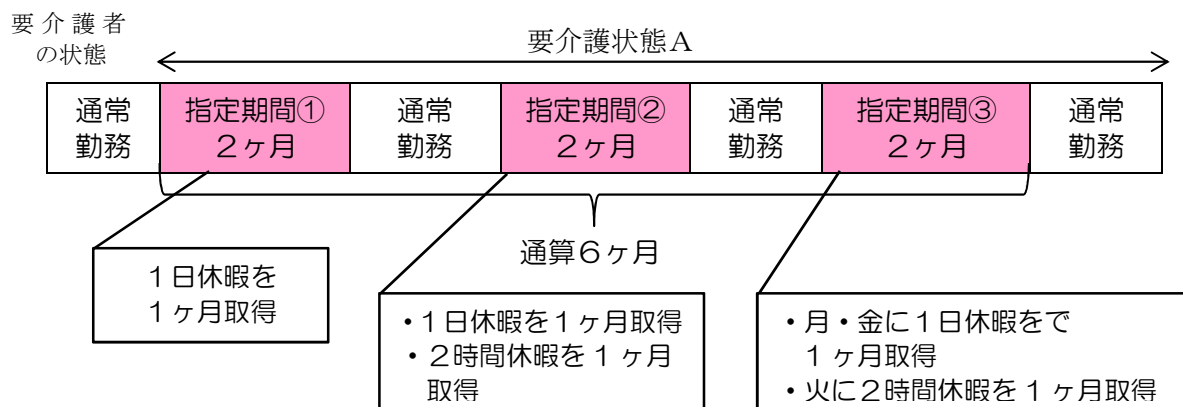 要介護者
の状態
要介護状態A
通常
勤務
指定期間①
2ヶ月
通常
勤務
指定期間②
2ヶ月
通常
勤務
指定期間③
2ヶ月
通常
勤務
通算6ヶ月
1日休暇を
1ヶ月取得
・1日休暇を1ヶ月取得
・2時間休暇を1ヶ月
取得
・月・金に1日休暇をで
1ヶ月取得
・火に2時間休暇を1ヶ月取得